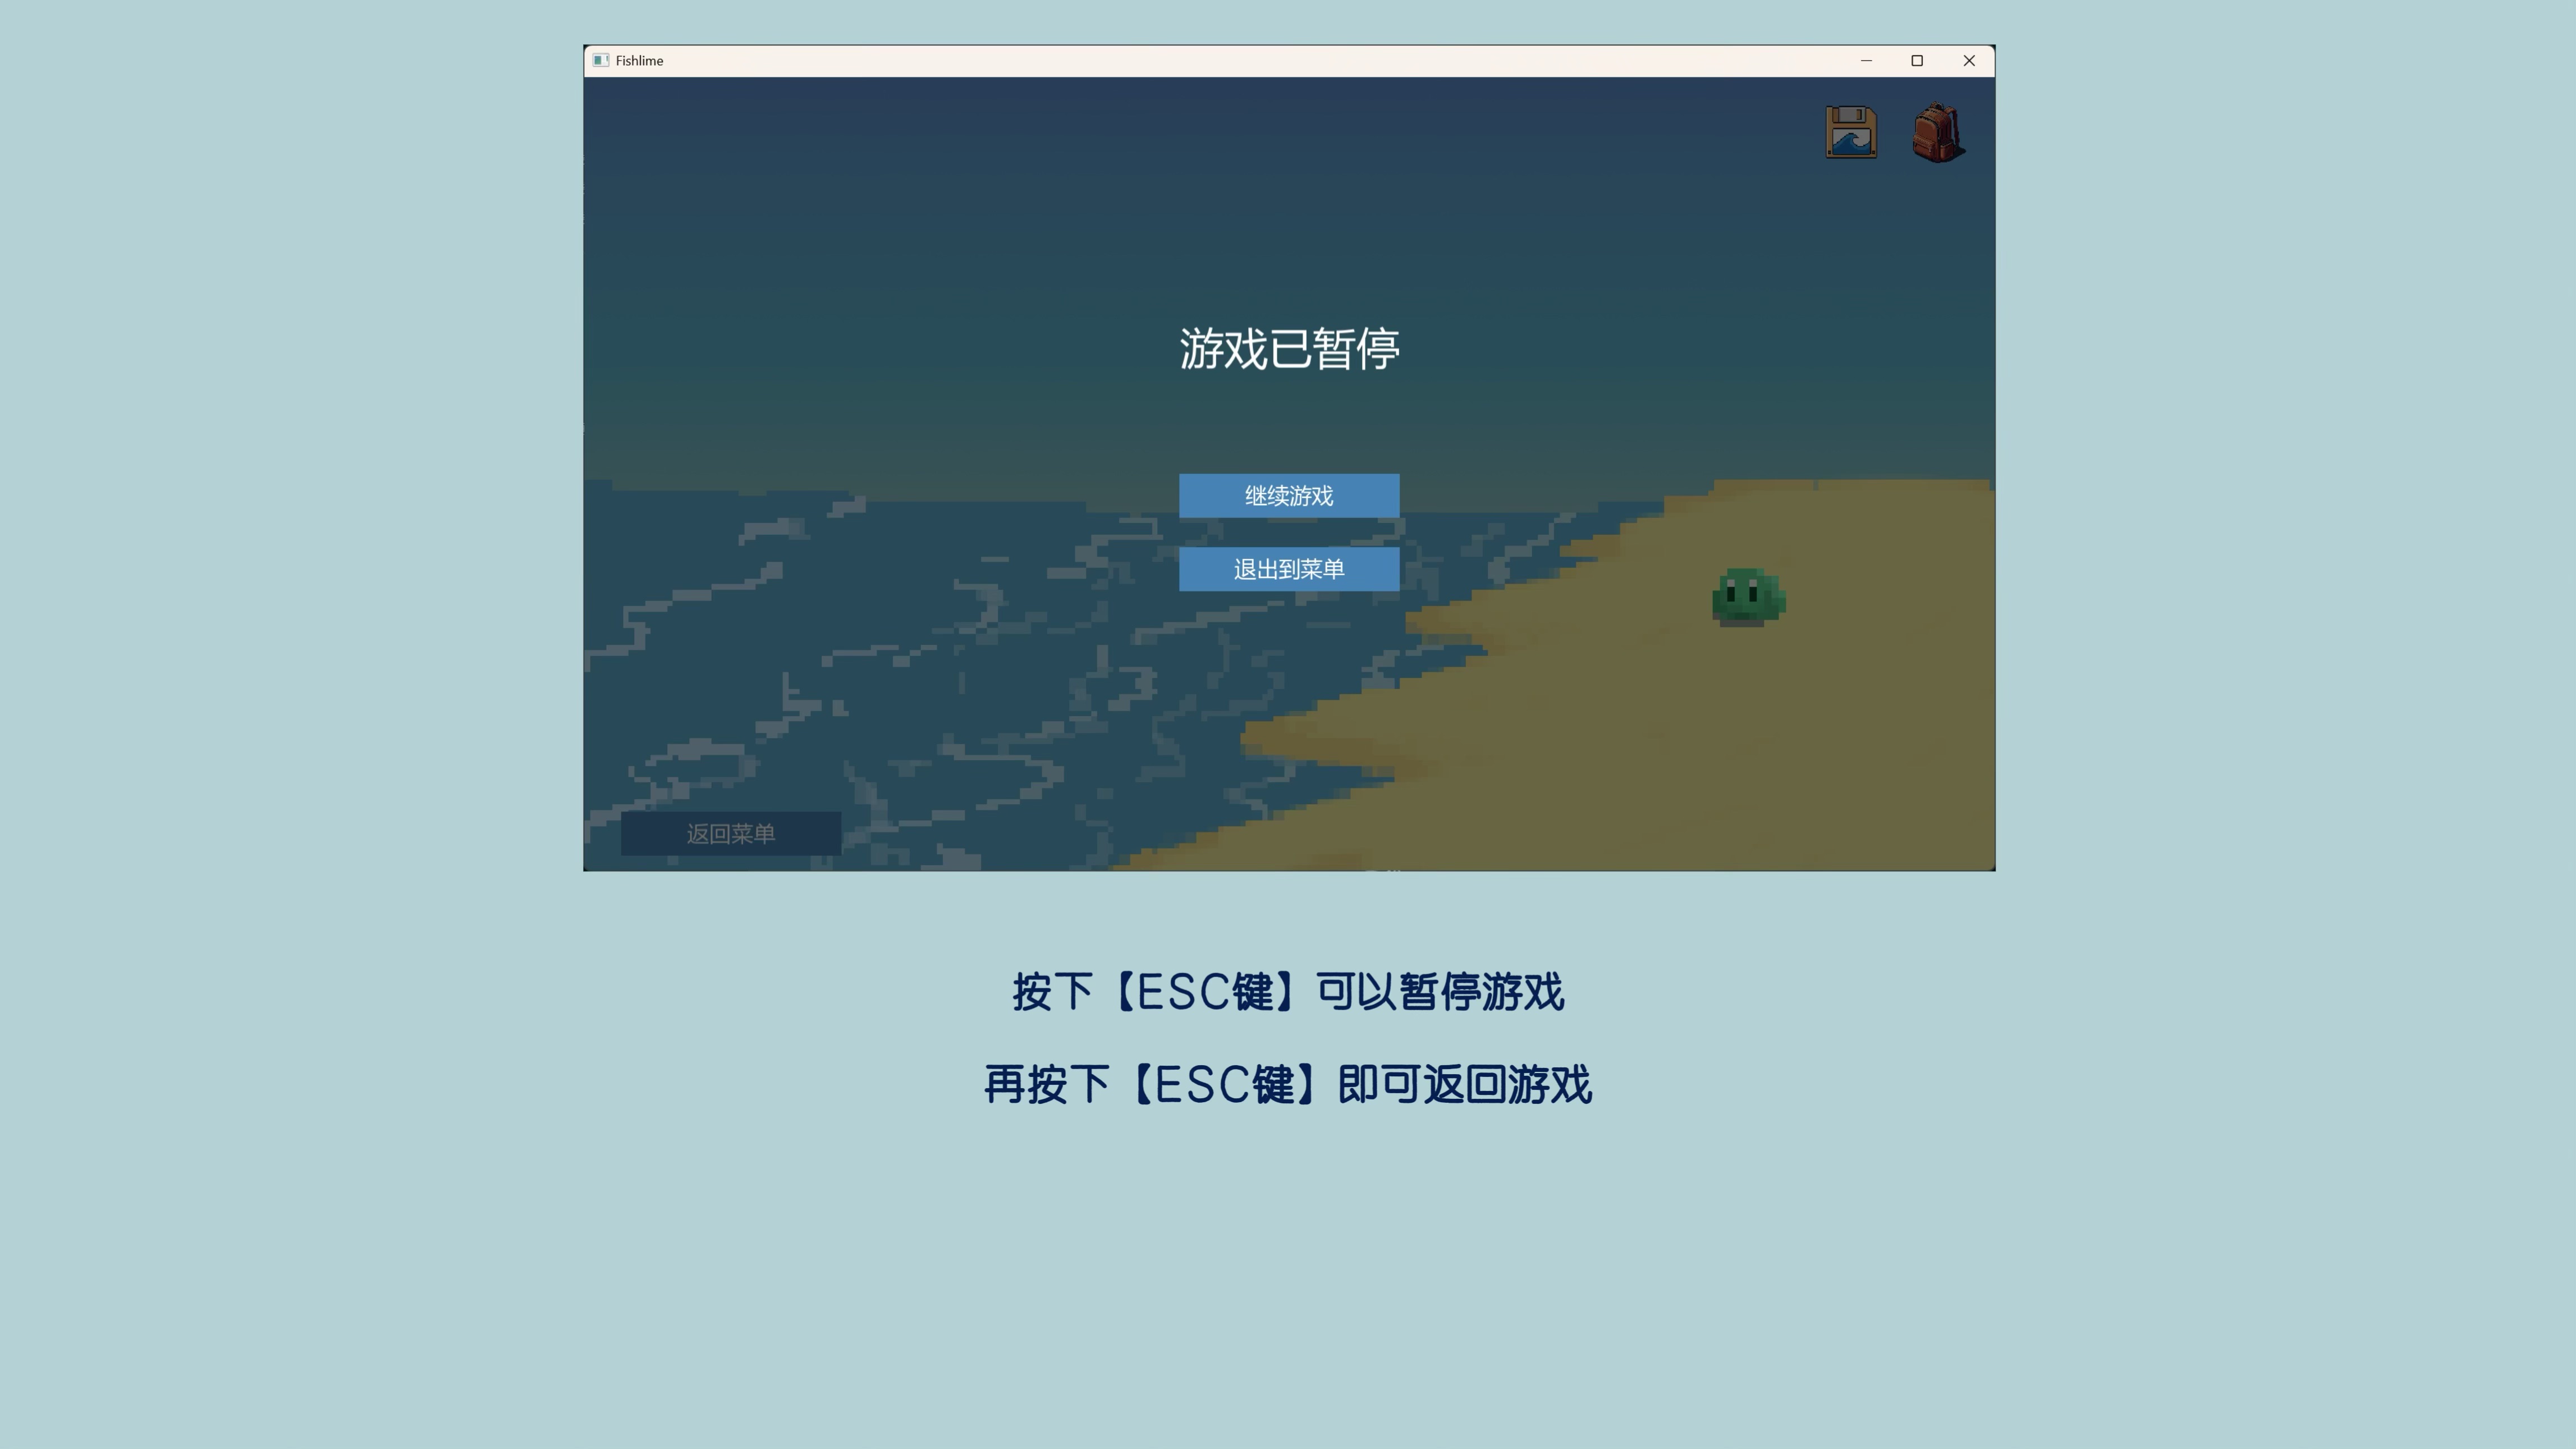 Fishlime
游戏已暂停
继续游戏
退出到菜单
返回菜单
按下【ESC键】可以暂停游戏
再按下【ESC键】即可返回游戏